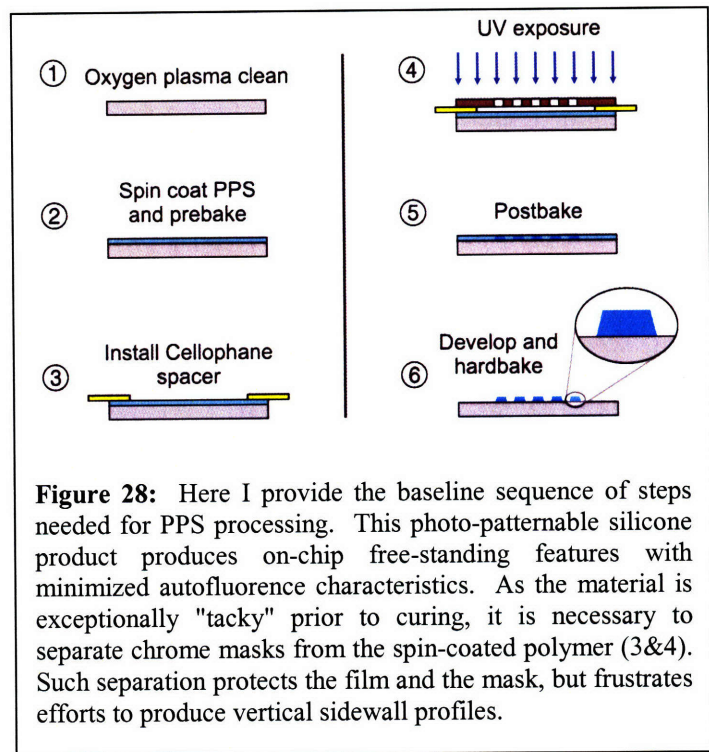 ① Oxygen plasma clean
② Spin coat PPS
and prebake
③ Install Cellophane
spacer
UV exposure
④
⑤ Postbake
⑥ Develop and
hardbake
Figure 28: Here I provide the baseline sequence of steps
needed for PPS processing. This photo-patternable silicone
product produces on-chip free-standing features with
minimized autofluorence characteristics. As the material is
exceptionally "tacky" prior to curing, it is necessary to
separate chrome masks from the spin-coated polymer (3&4).
Such separation protects the film and the mask, but frustrates
efforts to produce vertical sidewall profiles.